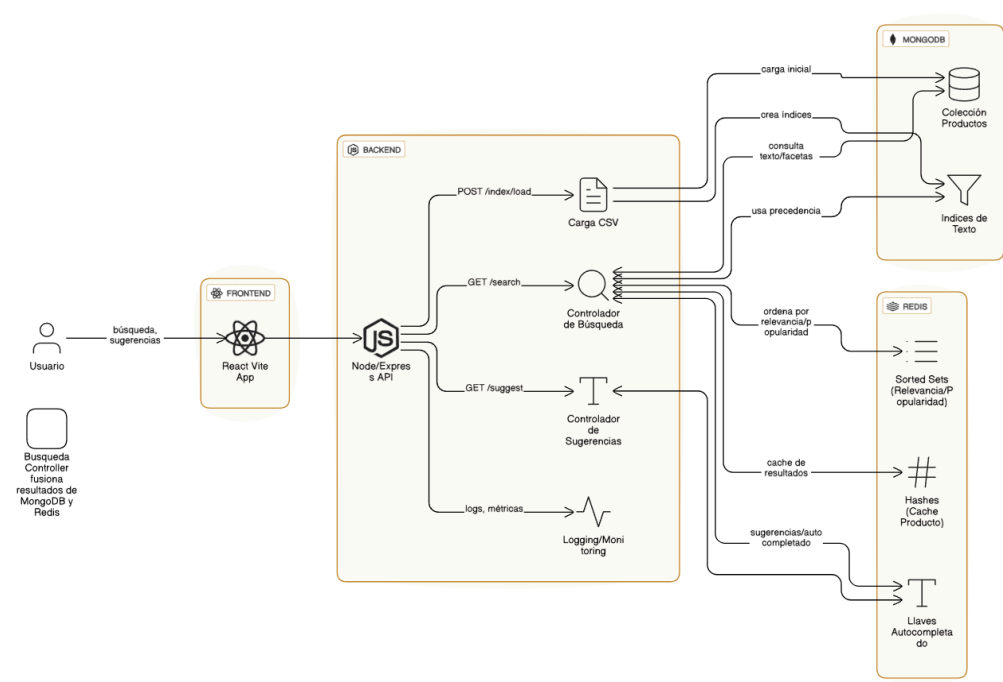 MONGODB
carga inicial
Colección
Productos
crea índices
BACKEND
consulta
texto/facetas
POST /index/load
Carga CSV
usa precedencia
Indices de
Texto
FRONTEND
GET /search
Controlador
de Búsqueda
REDIS
búsqueda,
sugerencias
ordena por
relevancia/p
opularidad
Usuario
React Vite
App
JS
Node/Expres
s API
Sorted Sets
(Relevancia/P
opularidad)
GET /suggest
Controlador
de
Sugerencias
Busqueda
Controller
fusiona
resultados de
MongoDB y
Redis
cache de
resultados
Hashes
(Cache
Producto)
logs, métricas
Logging/Moni
toring
sugerencias/auto
completado
Llaves
Autocompleta
do